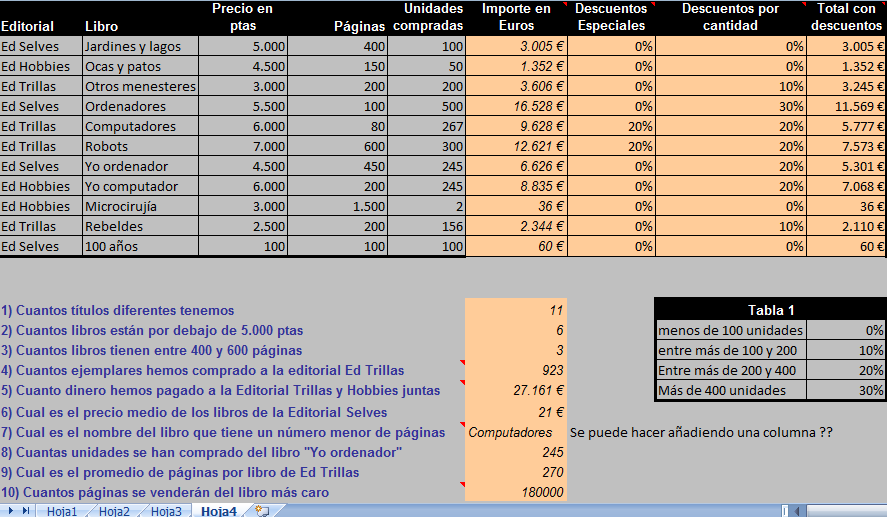 Editorial Libro Precio en ptas Páginas Unidades compradas Importe en Euros Descuentos Especiales Descuentos por cantidad Total con descuentos
Ed Selves Jardines y lagos 5.000 400 100 3.005 € 0% 0% 3.005 €
Ed Hobbies Ocas y patos 4.500 150 50 1.352 € 0% 0% 1.352 €
Ed Trillas Otros menesteres 3.000 200 200 3.606 € 0% 10% 3.245 €
Ed Selves Ordenadores 5.500 100 500 16.528 € 0% 30% 11.569 €
Ed Trillas Computadores 6.000 80 267 9.628 € 20% 20% 5.777 €
Ed Trillas Robots 7.000 600 300 12.621 € 20% 20% 7.573 €
Ed Selves Yo ordenador 4.500 450 245 6.626 € 0% 20% 5.301 €
Ed Hobbies Yo computador 6.000 200 245 8.835 € 0% 20% 7.068 €
Ed Hobbies Microcirujía 3.000 1.500 2 36 € 0% 0% 36 €
Ed Trillas Rebeldes 2.500 200 156 2.344 € 0% 10% 2.110 €
Ed Selves 100 años 100 100 100 60 € 0% 0% 60 €
1) Cuantos títulos diferentes tenemos 11
2) Cuantos libros están por debajo de 5.000 ptas 6
3) Cuantos libros tienen entre 400 y 600 páginas 3
4) Cuantos ejemplares hemos comprado a la editorial Ed Trillas 923
5) Cuanto dinero hemos pagado a la Editorial Trillas y Hobbies juntas 27.161 €
6) Cual es el precio medio de los libros de la Editorial Selves 21 €
7) Cual es el nombre del libro que tiene un número menor de páginas Computadores Se puede hacer añadiendo una columna ??
8) Cuantas unidades se han comprado del libro "Yo ordenador" 245
9) Cual es el promedio de páginas por libro de Ed Trillas 270
10) Cuantos páginas se venderán del libro más caro 180000
Tabla 1
menos de 100 unidades 0%
entre más de 100 y 200 10%
Entre más de 200 y 400 20%
Más de 400 unidades 30%
Hoja1 Hoja2 Hoja3 Hoja4